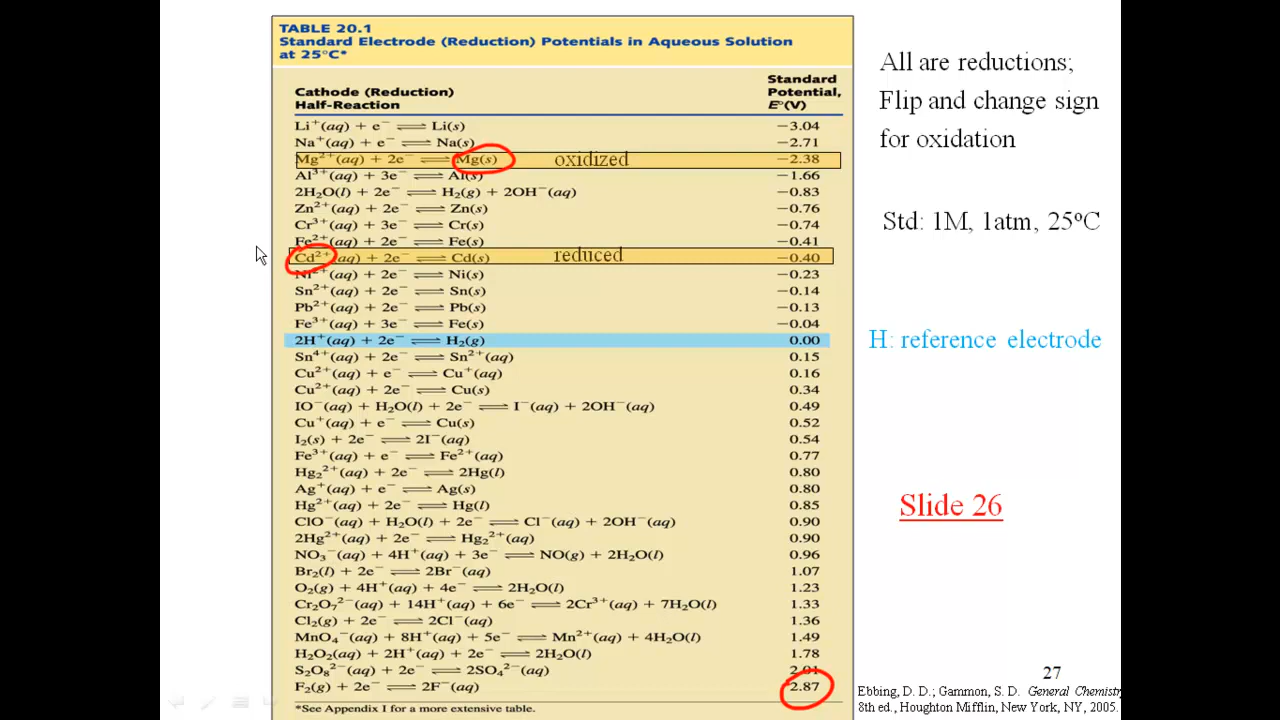 TABLE 20.1
Standard Electrode (Reduction) Potentials in Aqueous Solution
at 25°C*
Cathode (Reduction)
Half-Reaction
Standard
Potential,
E°(V)
Li⁺(aq) + e⁻ ⇌ Li(s) −3.04
Na⁺(aq) + e⁻ ⇌ Na(s) −2.71
Mg²⁺(aq) + 2e⁻ ⇌ Mg(s) oxidized −2.38
Al³⁺(aq) + 3e⁻ ⇌ Al(s) −1.66
2H₂O(l) + 2e⁻ ⇌ H₂(g) + 2OH⁻(aq) −0.83
Zn²⁺(aq) + 2e⁻ ⇌ Zn(s) −0.76
Cr³⁺(aq) + 3e⁻ ⇌ Cr(s) −0.74
Fe²⁺(aq) + 2e⁻ ⇌ Fe(s) −0.41
Cd²⁺(aq) + 2e⁻ ⇌ Cd(s) reduced −0.40
Ni²⁺(aq) + 2e⁻ ⇌ Ni(s) −0.23
Sn²⁺(aq) + 2e⁻ ⇌ Sn(s) −0.14
Pb²⁺(aq) + 2e⁻ ⇌ Pb(s) −0.13
Fe³⁺(aq) + 3e⁻ ⇌ Fe(s) −0.04
2H⁺(aq) + 2e⁻ ⇌ H₂(g) 0.00
Sn⁴⁺(aq) + 2e⁻ ⇌ Sn²⁺(aq) 0.15
Cu²⁺(aq) + e⁻ ⇌ Cu⁺(aq) 0.16
Cu²⁺(aq) + 2e⁻ ⇌ Cu(s) 0.34
IO⁻(aq) + H₂O(l) + 2e⁻ ⇌ I⁻(aq) + 2OH⁻(aq) 0.49
Cu⁺(aq) + e⁻ ⇌ Cu(s) 0.52
I₂(s) + 2e⁻ ⇌ 2I⁻(aq) 0.54
Fe³⁺(aq) + e⁻ ⇌ Fe²⁺(aq) 0.77
Hg₂²⁺(aq) + 2e⁻ ⇌ 2Hg(l) 0.80
Ag⁺(aq) + e⁻ ⇌ Ag(s) 0.80
Hg²⁺(aq) + 2e⁻ ⇌ Hg(l) 0.85
ClO⁻(aq) + H₂O(l) + 2e⁻ ⇌ Cl⁻(aq) + 2OH⁻(aq) 0.90
2Hg²⁺(aq) + 2e⁻ ⇌ Hg₂²⁺(aq) 0.90
NO₃⁻(aq) + 4H⁺(aq) + 3e⁻ ⇌ NO(g) + 2H₂O(l) 0.96
Br₂(l) + 2e⁻ ⇌ 2Br⁻(aq) 1.07
O₂(g) + 4H⁺(aq) + 4e⁻ ⇌ 2H₂O(l) 1.23
Cr₂O₇²⁻(aq) + 14H⁺(aq) + 6e⁻ ⇌ 2Cr³⁺(aq) + 7H₂O(l) 1.33
Cl₂(g) + 2e⁻ ⇌ 2Cl⁻(aq) 1.36
MnO₄⁻(aq) + 8H⁺(aq) + 5e⁻ ⇌ Mn²⁺(aq) + 4H₂O(l) 1.49
H₂O₂(aq) + 2H⁺(aq) + 2e⁻ ⇌ 2H₂O(l) 1.78
S₂O₈²⁻(aq) + 2e⁻ ⇌ 2SO₄²⁻(aq) 2.01
F₂(g) + 2e⁻ ⇌ 2F⁻(aq) 2.87
*See Appendix I for a more extensive table.
All are reductions;
Flip and change sign
for oxidation
Std: 1M, 1atm, 25°C
H: reference electrode
Slide 26
27
Ebbing, D. D.; Gammon, S. D. General Chemistry
8th ed., Houghton Mifflin, New York, NY, 2005.